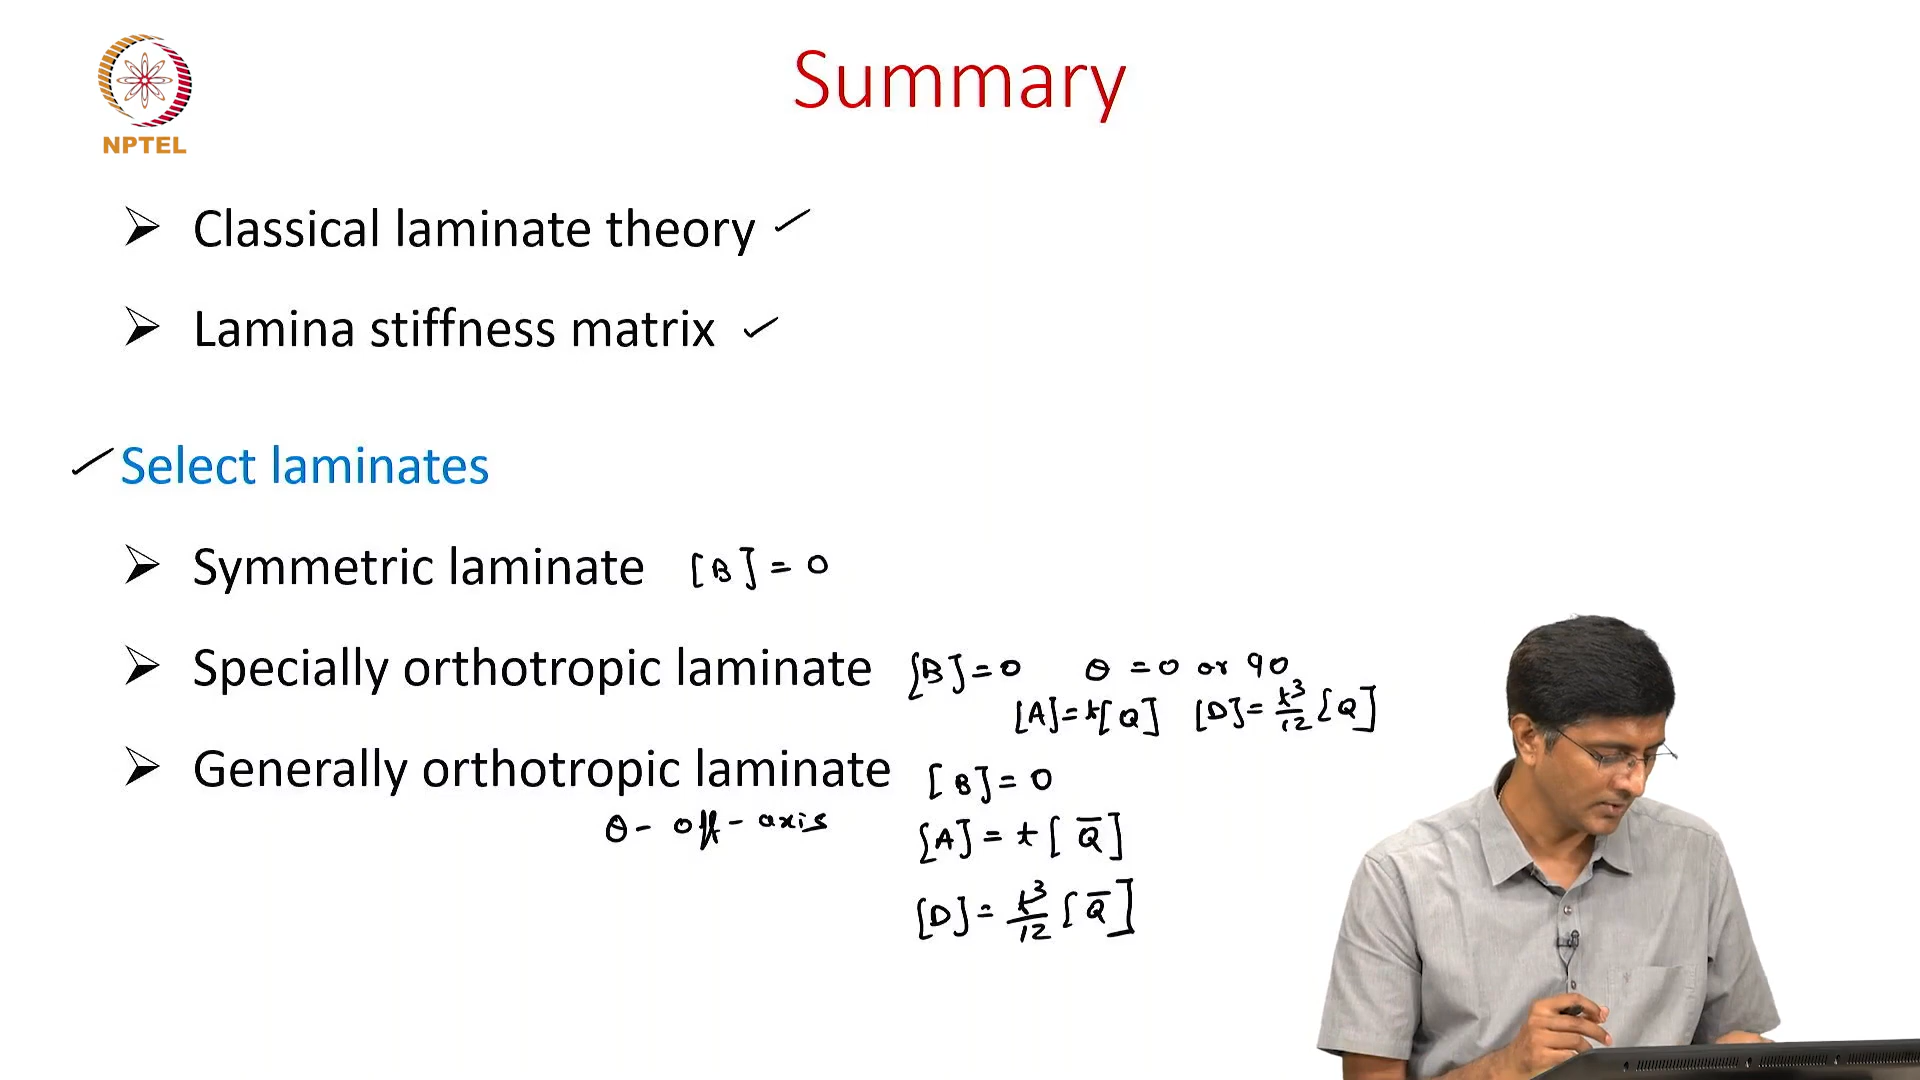 Summary
NPTEL
➢ Classical laminate theory ✓
➢ Lamina stiffness matrix ✓
✓ Select laminates
➢ Symmetric laminate [B] = 0
➢ Specially orthotropic laminate [B] = 0 θ = 0 or 90
[A] = t[Q] [D] = t³/12 [Q]
➢ Generally orthotropic laminate [B] = 0
θ - off-axis [A] = t[Q̄]
[D] = t³/12 [Q̄]